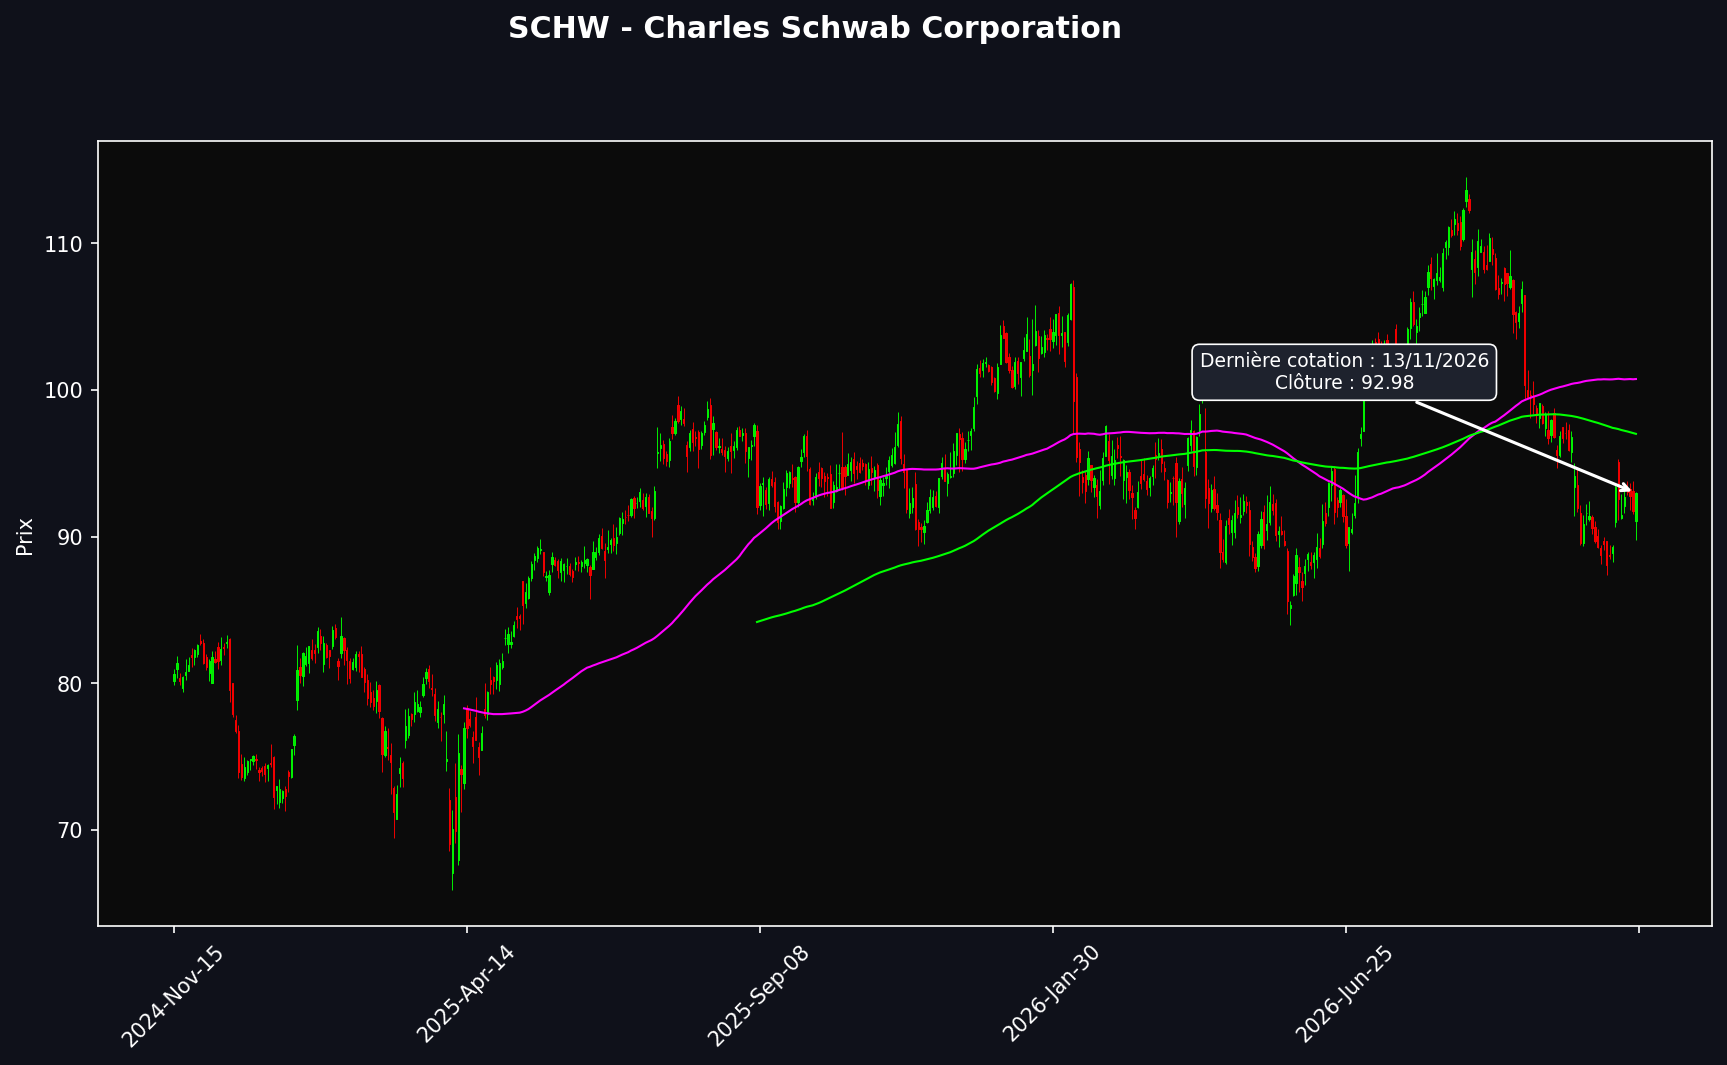 SCHW - Charles Schwab Corporation
Prix
110
100
90
80
70
Dernière cotation : 13/11/2026
Clôture : 92.98
2024-Nov-15
2025-Apr-14
2025-Sep-08
2026-Jan-30
2026-Jun-25